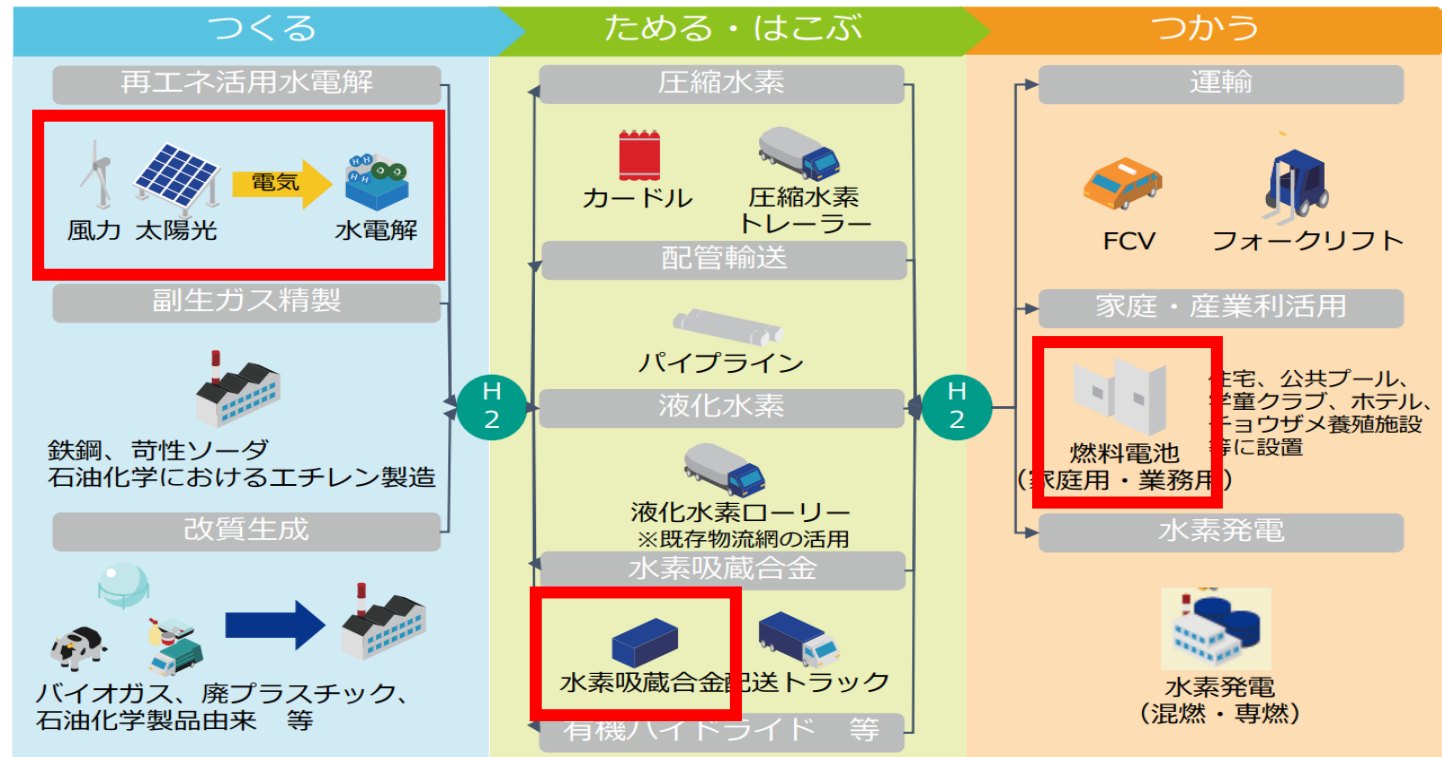 つくる
ためる・はこぶ
つかう
再エネ活用水電解
風力
太陽光
電気
水電解
副生ガス精製
鉄鋼、苛性ソーダ
石油化学におけるエチレン製造
改質生成
バイオガス、廃プラスチック、
石油化学製品由来　等
H
2
圧縮水素
カードル
圧縮水素
トレーラー
配管輸送
パイプライン
液化水素
液化水素ローリー
※既存物流網の活用
水素吸蔵合金
水素吸蔵合金
配送トラック
有機ハイドライド　等
H
2
運輸
FCV
フォークリフト
家庭・産業利活用
燃料電池
（家庭用・業務用）
住宅、公共プール、
学童クラブ、ホテル、
チョウザメ養殖施設
等に設置
水素発電
水素発電
（混燃・専燃）